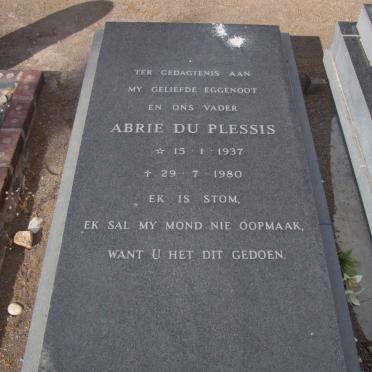 TER GEDAGTENIS AAN
MY GELIEFDE EGGENOOT
EN ONS VADER
ABRIE DU PLESSIS
☆ 15 · 1 · 1937
✝ 29 · 7 · 1980
EK IS STOM,
EK SAL MY MOND NIE OOPMAAK,
WANT U HET DIT GEDOEN.